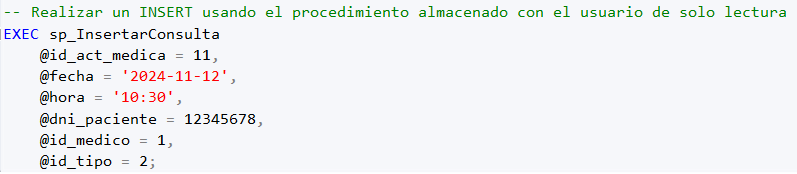 -- Realizar un INSERT usando el procedimiento almacenado con el usuario de solo lectura
EXEC sp_InsertarConsulta
@id_act_medica = 11,
@fecha = '2024-11-12',
@hora = '10:30',
@dni_paciente = 12345678,
@id_medico = 1,
@id_tipo = 2;